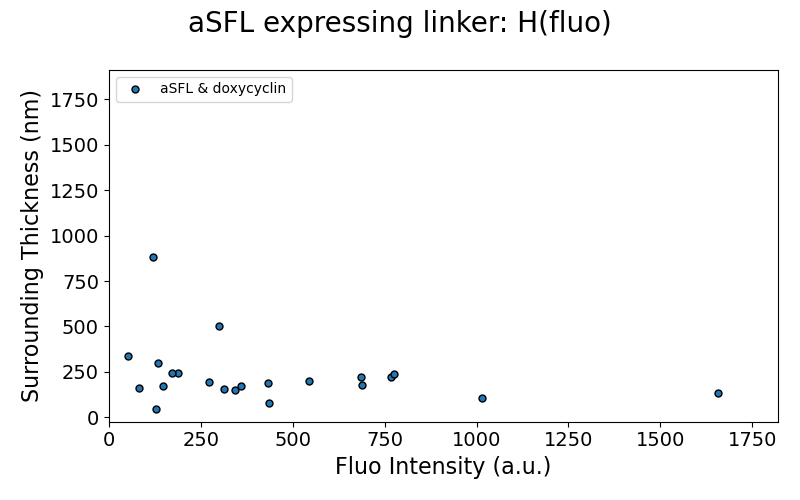 aSFL expressing linker: H(fluo)
aSFL & doxycyclin
Surrounding Thickness (nm)
1750
1500
1250
1000
750
500
250
0
0 250 500 750 1000 1250 1500 1750
Fluo Intensity (a.u.)